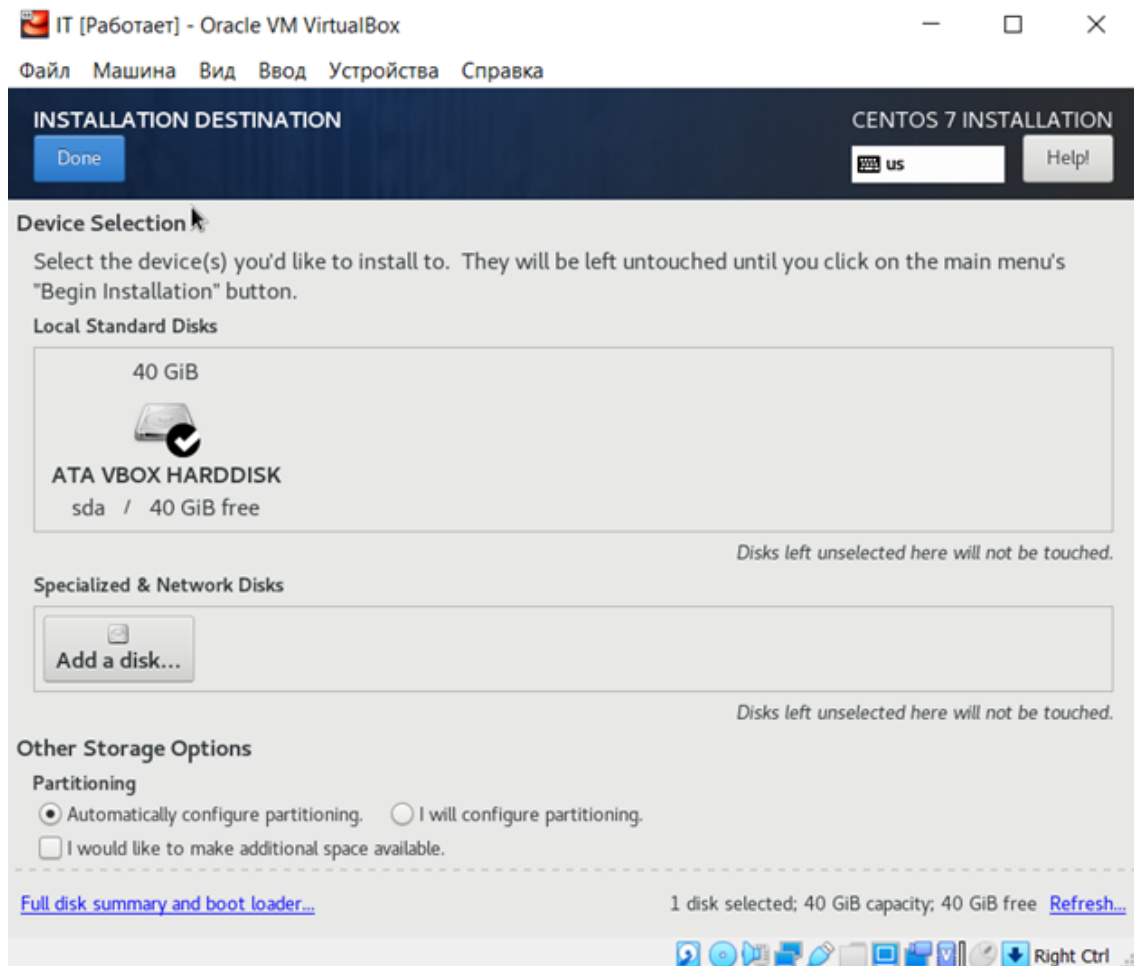 IT [Работает] - Oracle VM VirtualBox
Файл Машина Вид Ввод Устройства Справка
INSTALLATION DESTINATION
CENTOS 7 INSTALLATION
Done
us
Help!
Device Selection
Select the device(s) you'd like to install to. They will be left untouched until you click on the main menu's
"Begin Installation" button.
Local Standard Disks
40 GiB
ATA VBOX HARDDISK
sda / 40 GiB free
Disks left unselected here will not be touched.
Specialized & Network Disks
Add a disk...
Disks left unselected here will not be touched.
Other Storage Options
Partitioning
Automatically configure partitioning. I will configure partitioning.
I would like to make additional space available.
Full disk summary and boot loader...
1 disk selected; 40 GiB capacity; 40 GiB free Refresh...
Right Ctrl